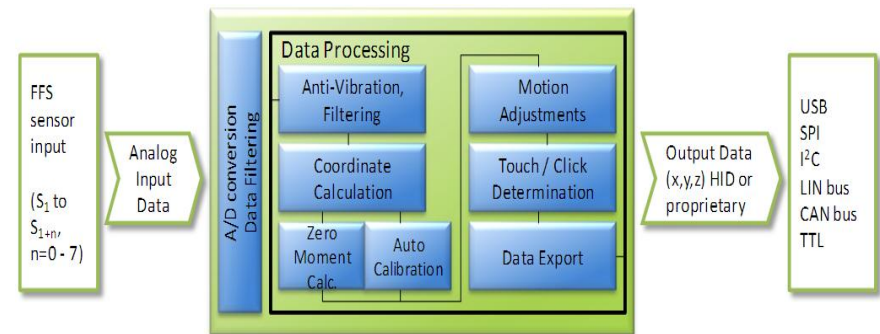 FFS
sensor
input
(S₁ to
S₁₊ₙ,
n=0 - 7)
Analog
Input
Data
A/D conversion
Data Filtering
Data Processing
Anti-Vibration,
Filtering
Coordinate
Calculation
Zero
Moment
Calc.
Auto
Calibration
Motion
Adjustments
Touch / Click
Determination
Data Export
Output Data
(x,y,z) HID or
proprietary
USB
SPI
I²C
LIN bus
CAN bus
TTL